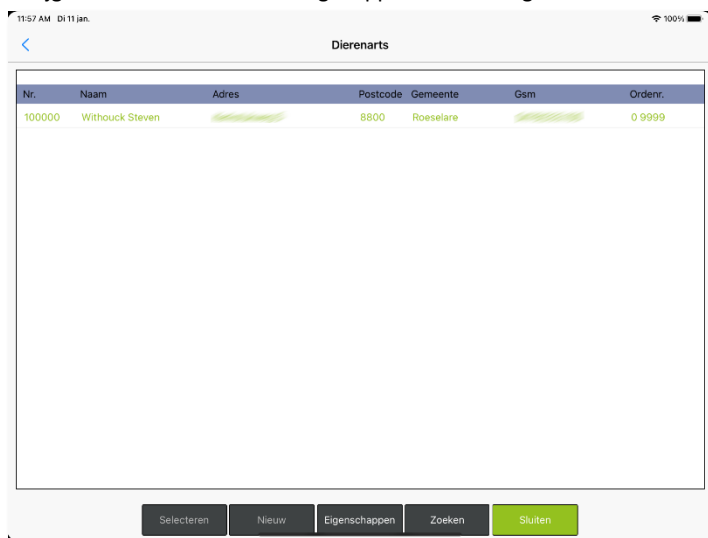 11:57 AM Di 11 jan. 100%
Dierenarts
Nr. Naam Adres Postcode Gemeente Gsm Ordenr.
100000 Withouck Steven 8800 Roeselare 0 9999
Selecteren Nieuw Eigenschappen Zoeken Sluiten